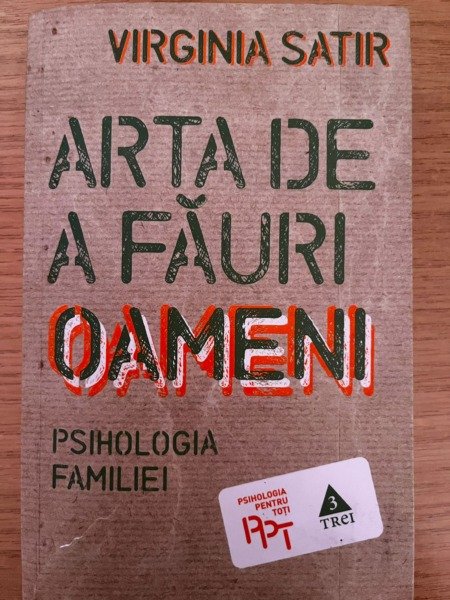 VIRGINIA SATIR
ARTA DE
A FĂURI
OAMENI
PSIHOLOGIA
FAMILIEI
PSIHOLOGIA
PENTRU
TOȚI
PPT
3
TREI